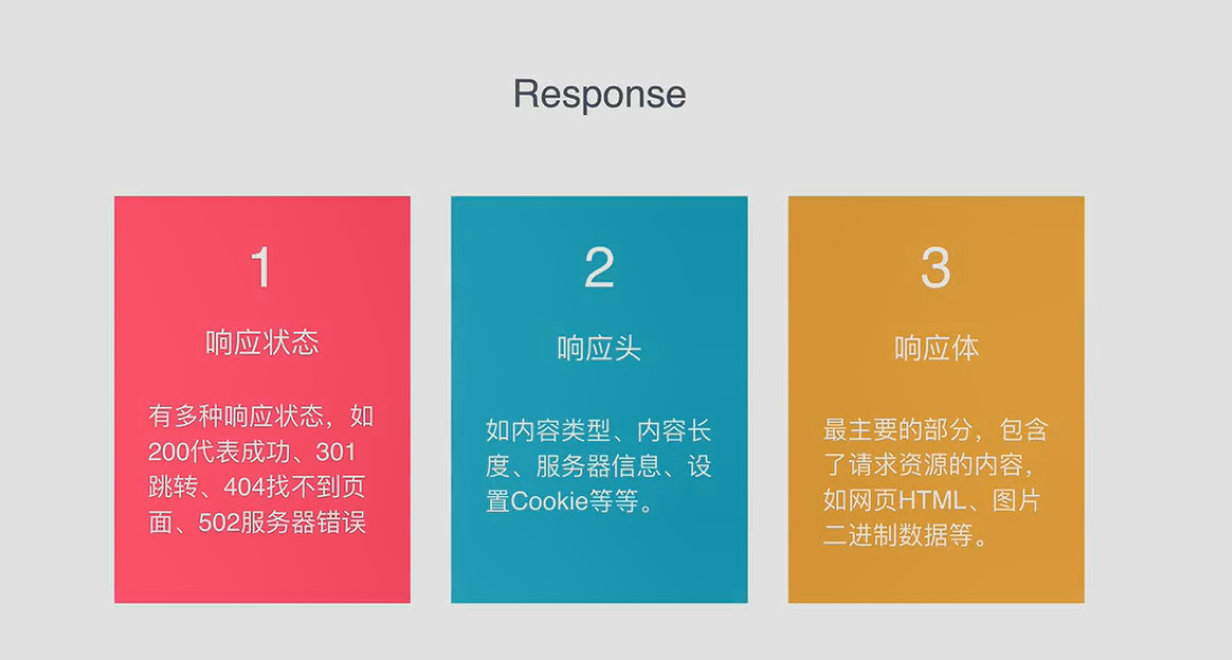 Response
1
响应状态
有多种响应状态，如
200代表成功、301
跳转、404找不到页
面、502服务器错误
2
响应头
如内容类型、内容长
度、服务器信息、设
置Cookie等等。
3
响应体
最主要的部分，包含
了请求资源的内容，
如网页HTML、图片
二进制数据等。